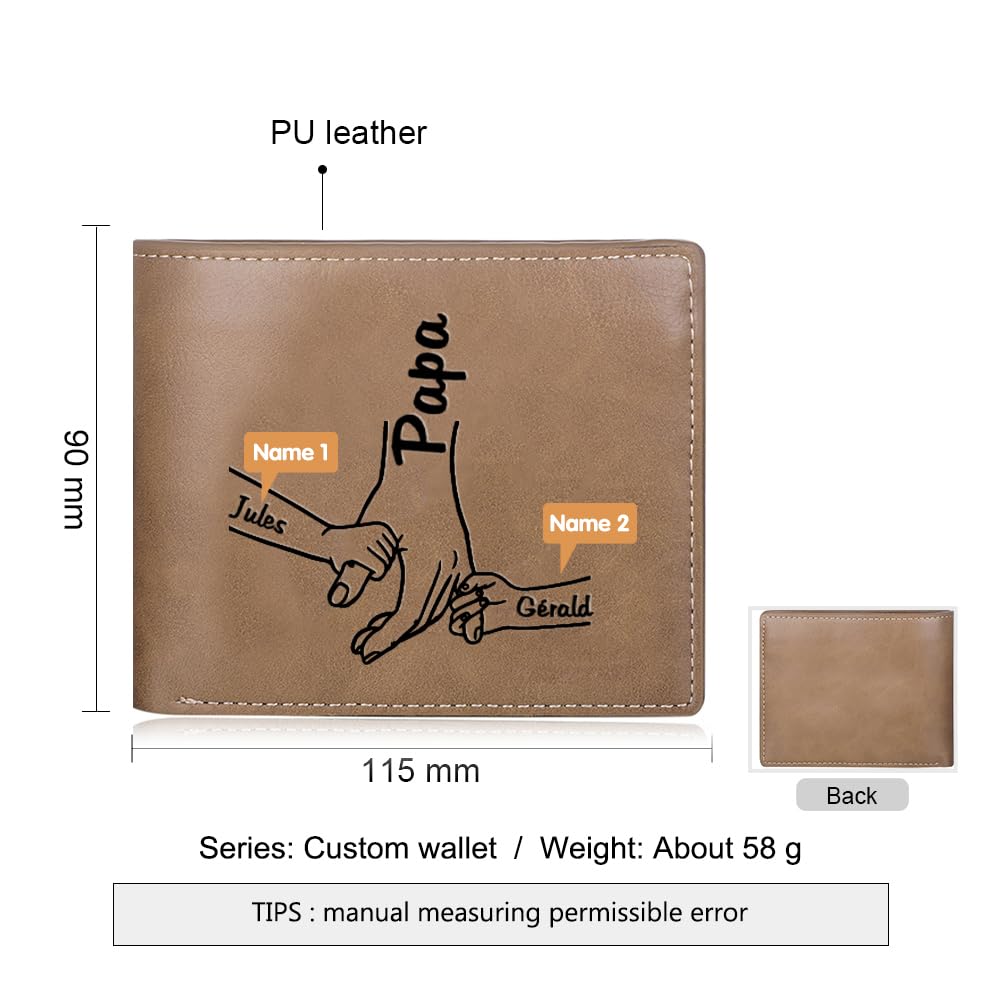 PU leather
90 mm
Papa
Name 1
Jules
Name 2
Gérald
115 mm
Back
Series: Custom wallet / Weight: About 58 g
TIPS : manual measuring permissible error